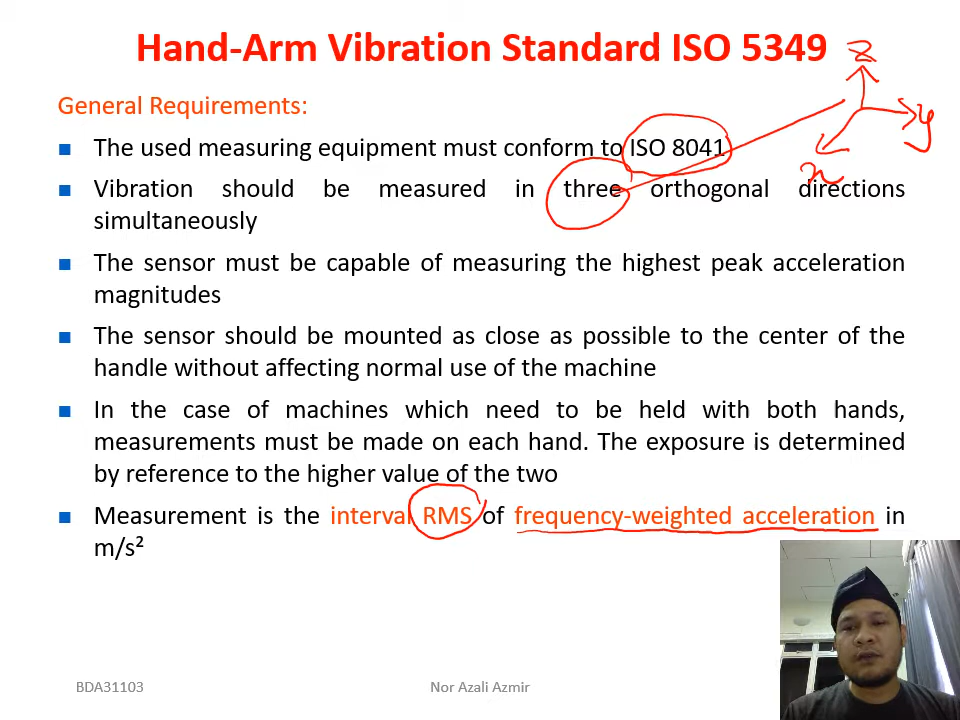 Hand-Arm Vibration Standard ISO 5349
z
General Requirements:
y
The used measuring equipment must conform to ISO 8041
x
Vibration should be measured in three orthogonal directions
simultaneously
The sensor must be capable of measuring the highest peak acceleration
magnitudes
The sensor should be mounted as close as possible to the center of the
handle without affecting normal use of the machine
In the case of machines which need to be held with both hands,
measurements must be made on each hand. The exposure is determined
by reference to the higher value of the two
Measurement is the interval RMS of frequency-weighted acceleration in
m/s²
BDA31103
Nor Azali Azmir